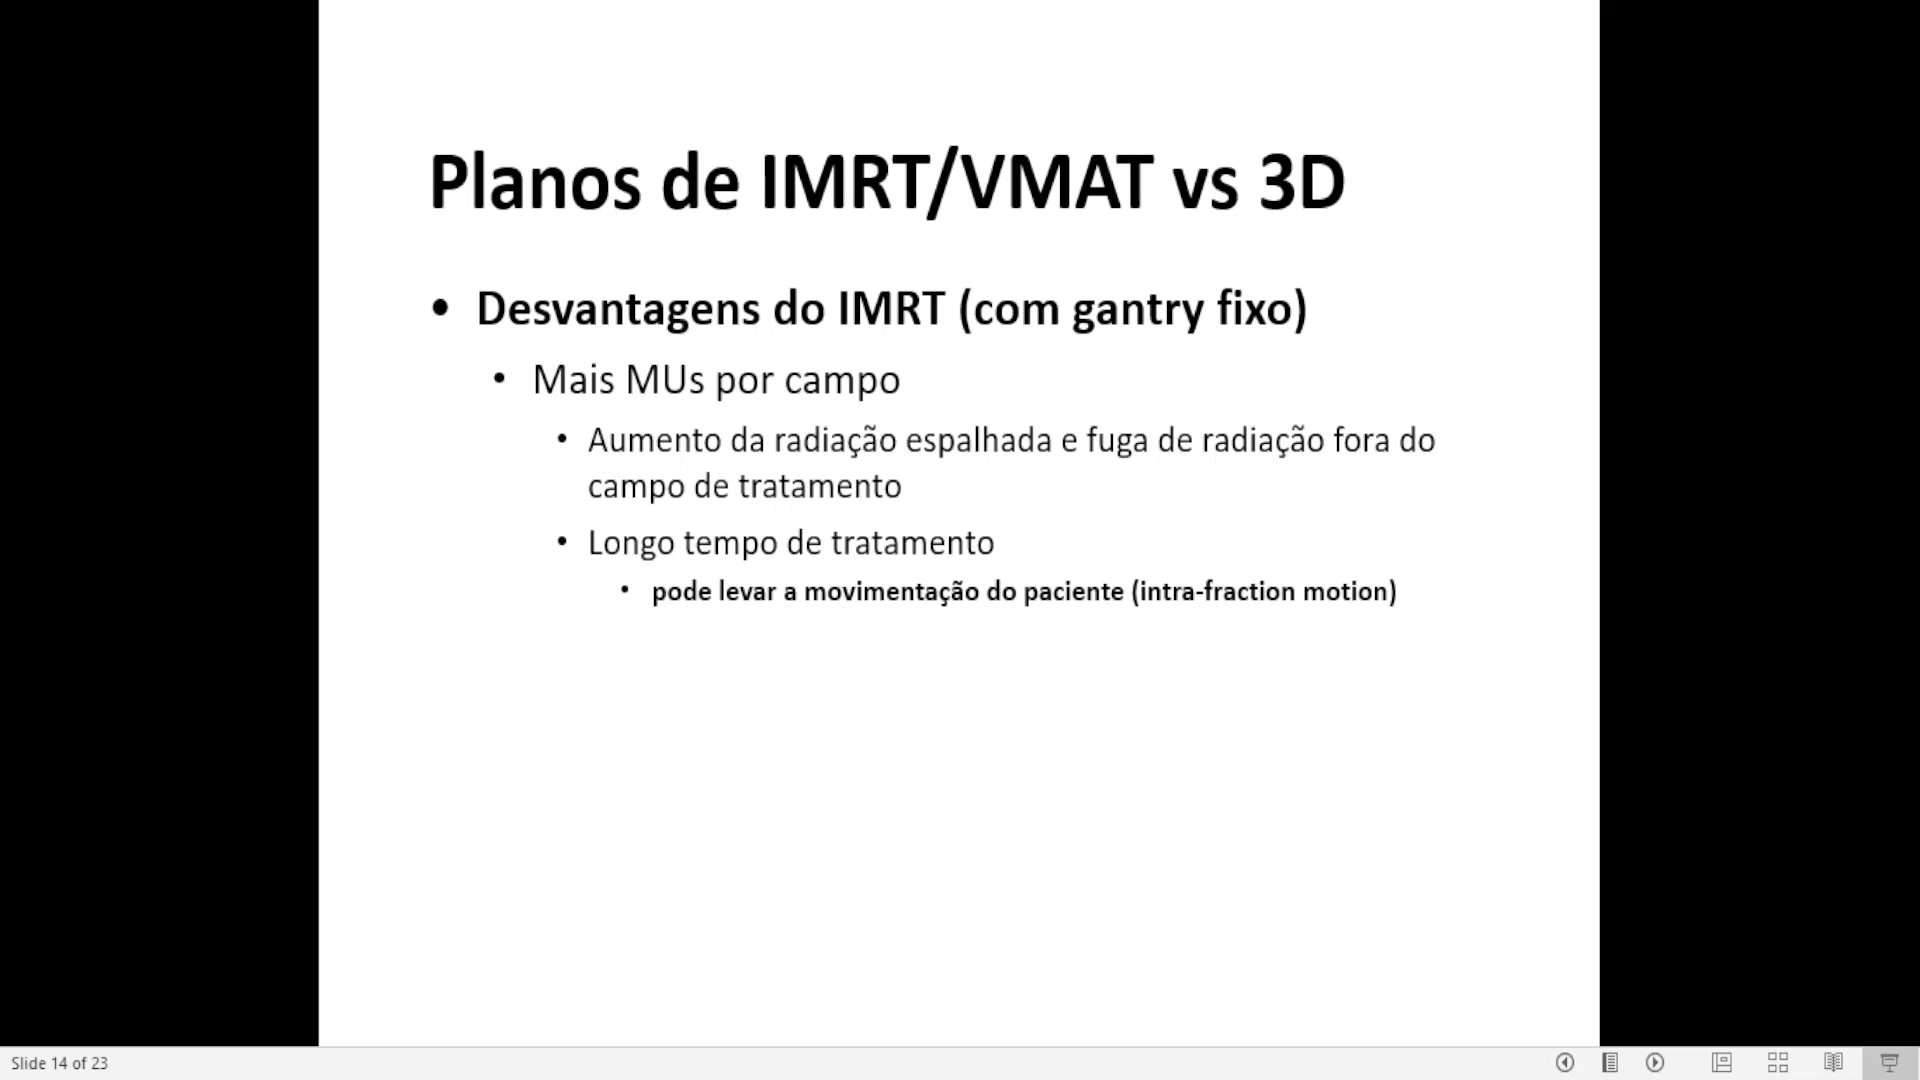 Planos de IMRT/VMAT vs 3D
• Desvantagens do IMRT (com gantry fixo)
• Mais MUs por campo
• Aumento da radiação espalhada e fuga de radiação fora do
campo de tratamento
• Longo tempo de tratamento
• pode levar a movimentação do paciente (intra-fraction motion)
Slide 14 of 23